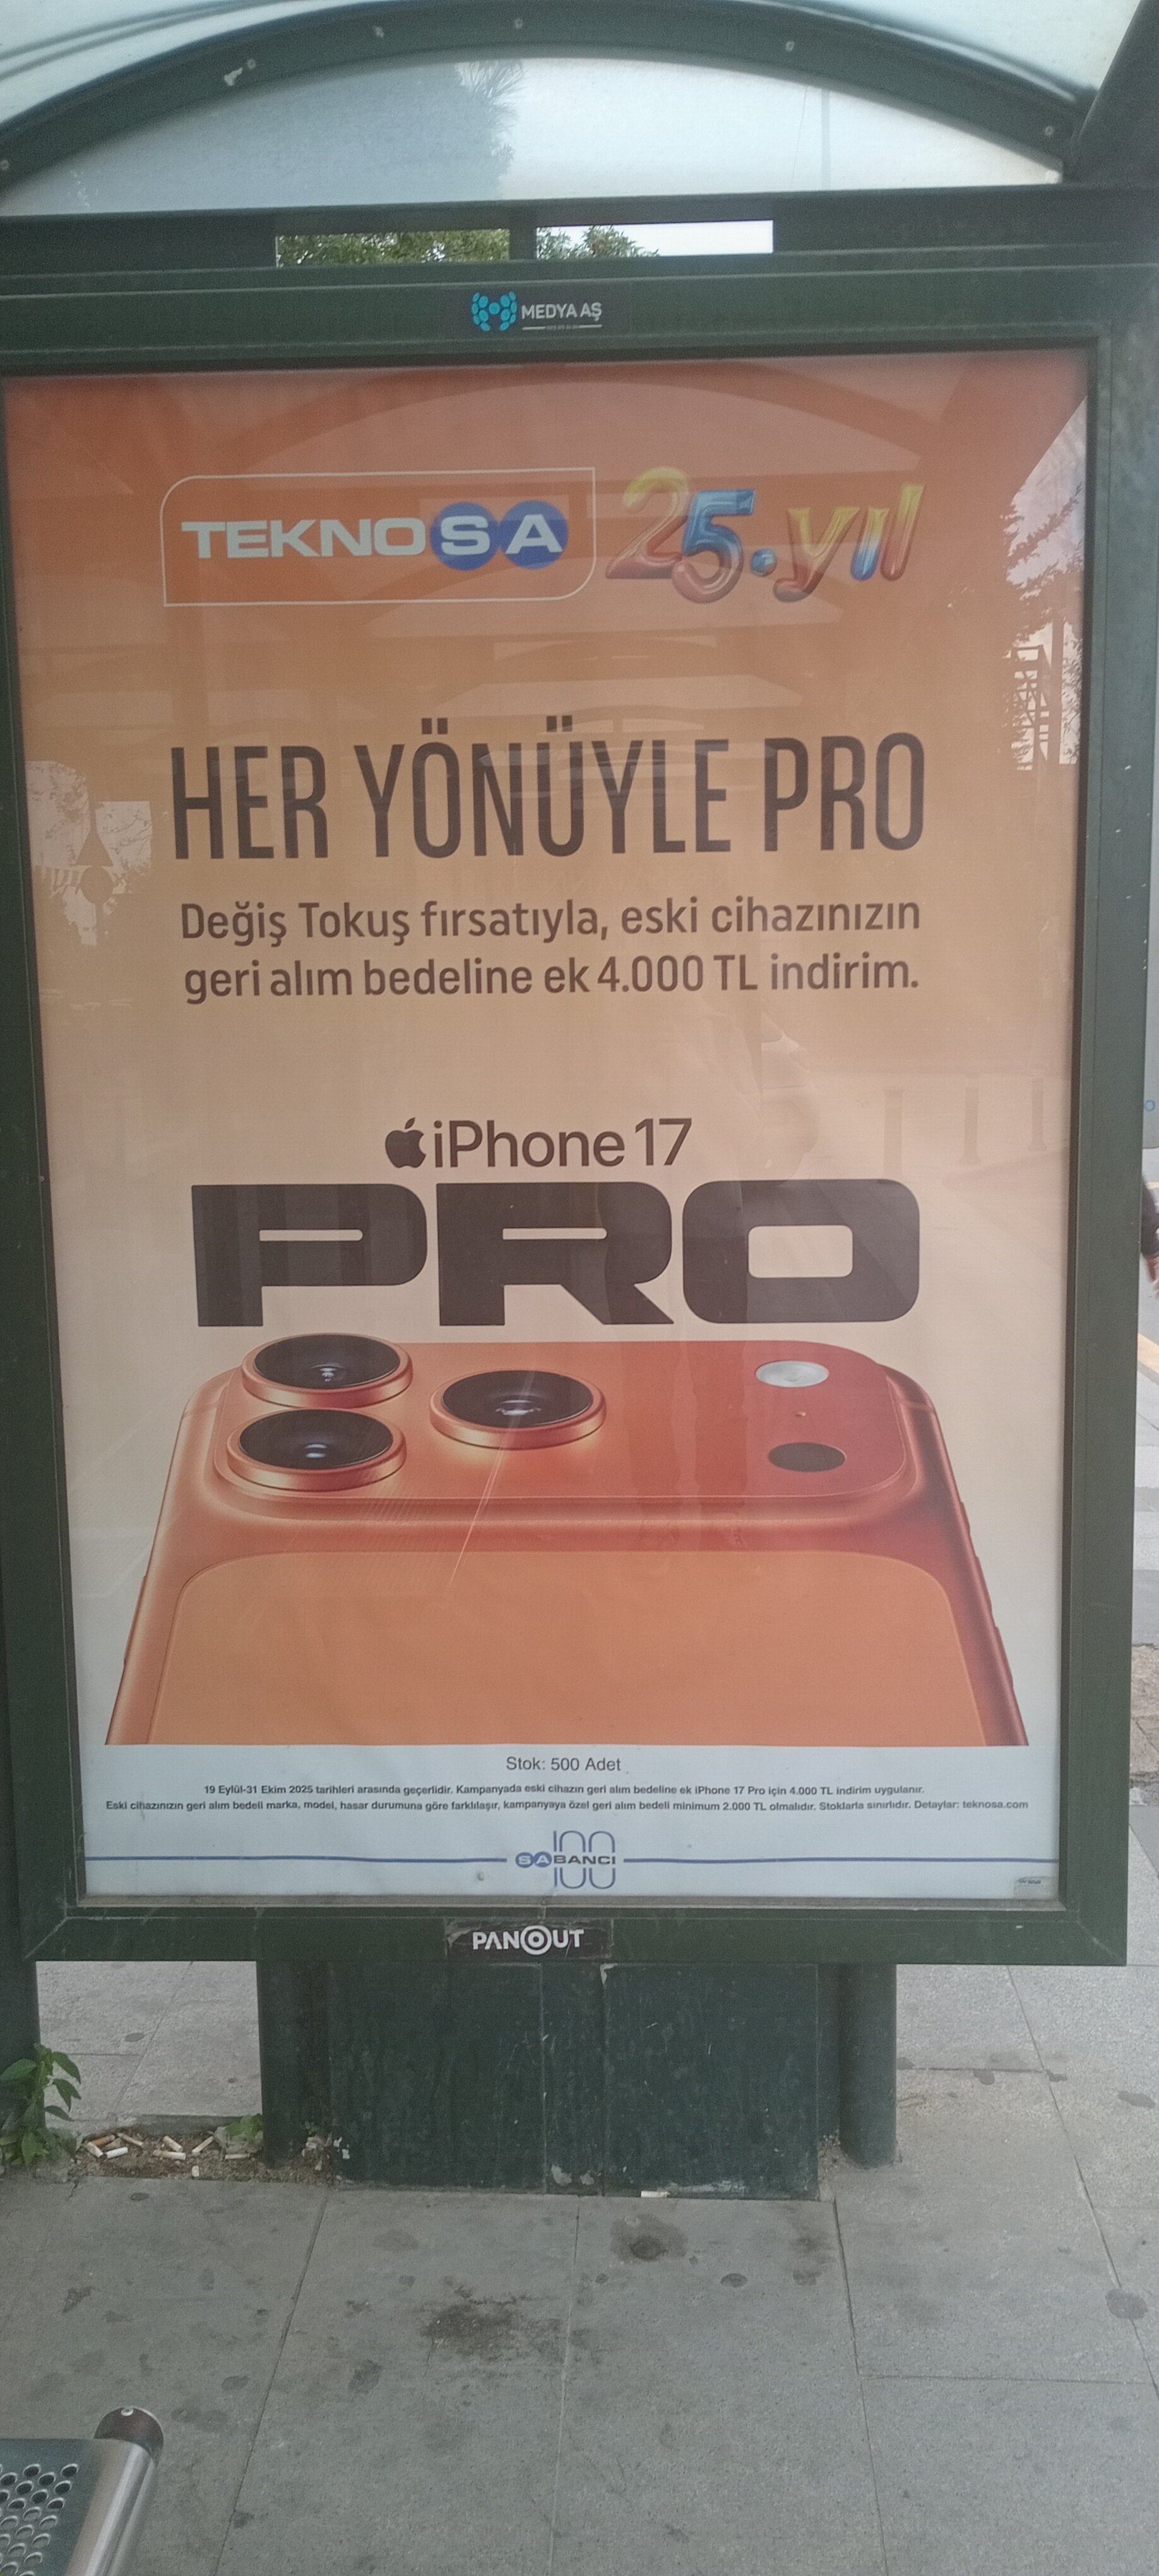 MEDYA AŞ
TEKNOSA 25.yıl
HER YÖNÜYLE PRO
Değiş Tokuş fırsatıyla, eski cihazınızın
geri alım bedeline ek 4.000 TL indirim.
iPhone 17
PRO
Stok: 500 Adet
19 Eylül-31 Ekim 2025 tarihleri arasında geçerlidir. Kampanyada eski cihazın geri alım bedeline ek iPhone 17 Pro için 4.000 TL indirim uygulanır.
Eski cihazınızın geri alım bedeli marka, model, hasar durumuna göre farklılaşır, kampanyaya özel geri alım bedeli minimum 2.000 TL olmalıdır. Stoklarla sınırlıdır. Detaylar: teknosa.com
100
SABANCI
PANOUT